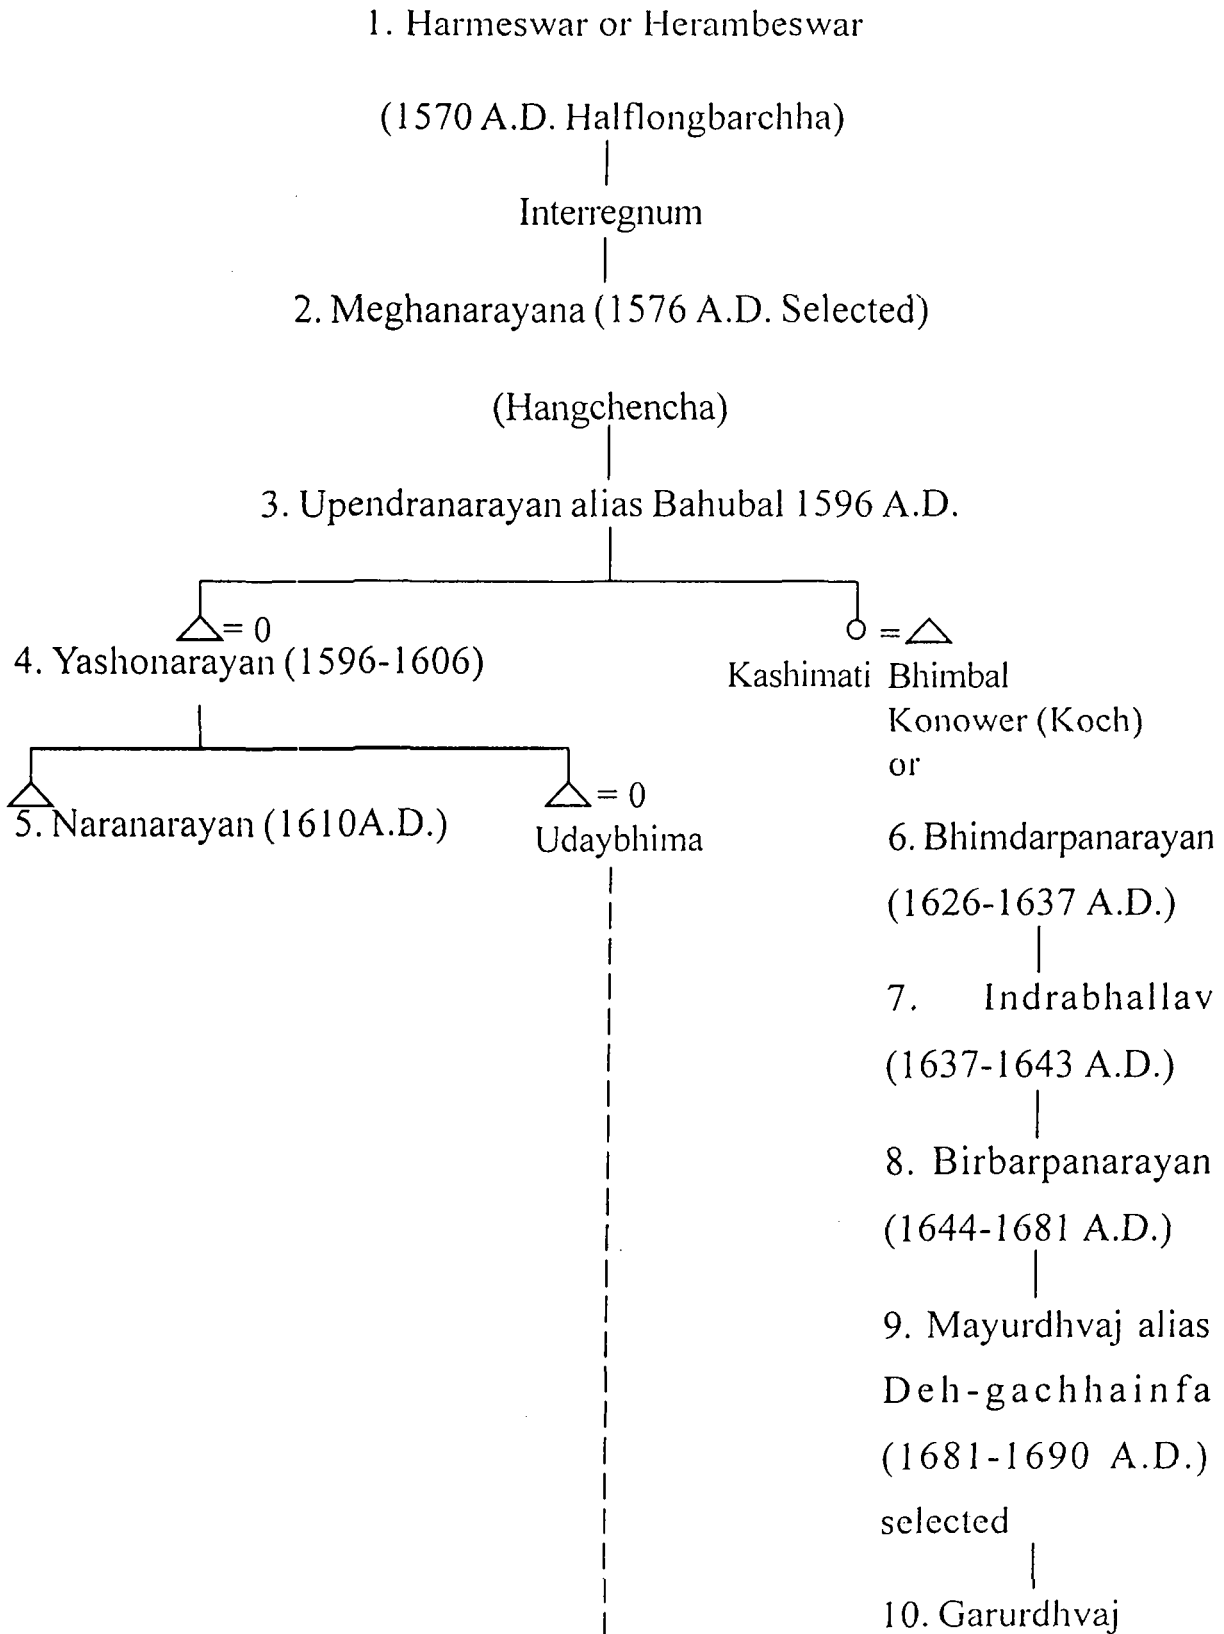 1. Harmeswar or Herambeswar
(1570 A.D. Halflongbarchha)
Interregnum
2. Meghanarayana (1576 A.D. Selected)
(Hangchencha)
3. Upendranarayan alias Bahubal 1596 A.D.
= 0
4. Yashonarayan (1596-1606)
=
Kashimati Bhimbal
Konower (Koch)
or
5. Naranarayan (1610A.D.)
= 0
Udaybhima
6. Bhimdarpanarayan
(1626-1637 A.D.)
7. Indrabhallav
(1637-1643 A.D.)
8. Birbarpanarayan
(1644-1681 A.D.)
9. Mayurdhvaj alias
Deh-gachhainfa
(1681-1690 A.D.)
selected
10. Garurdhvaj